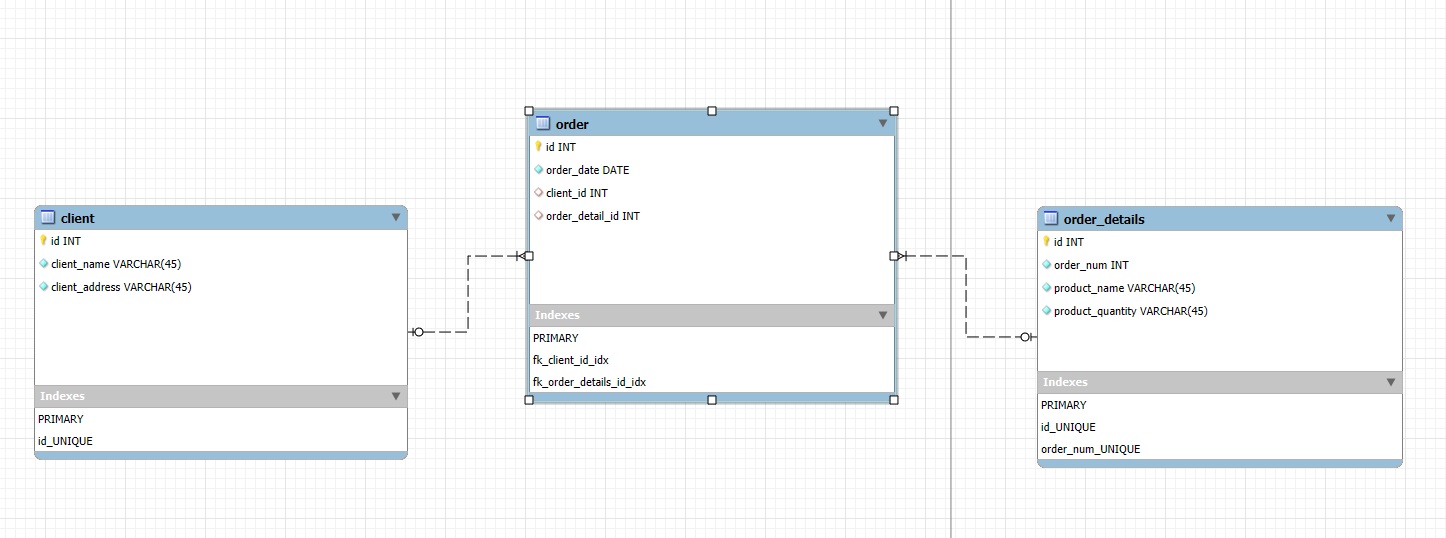 client
id INT
client_name VARCHAR(45)
client_address VARCHAR(45)
Indexes
PRIMARY
id_UNIQUE
order
id INT
order_date DATE
client_id INT
order_detail_id INT
Indexes
PRIMARY
fk_client_id_idx
fk_order_details_id_idx
order_details
id INT
order_num INT
product_name VARCHAR(45)
product_quantity VARCHAR(45)
Indexes
PRIMARY
id_UNIQUE
order_num_UNIQUE